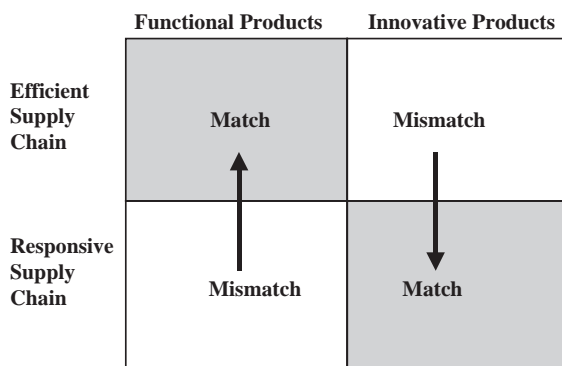 Functional Products Innovative Products
Efficient
Supply
Chain
Match Mismatch
Responsive
Supply
Chain
Mismatch Match